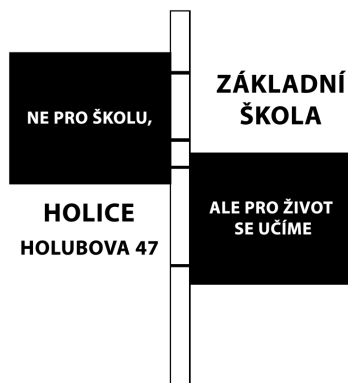 NE PRO ŠKOLU,
ZÁKLADNÍ
ŠKOLA
HOLICE
HOLUBOVA 47
ALE PRO ŽIVOT
SE UČÍME